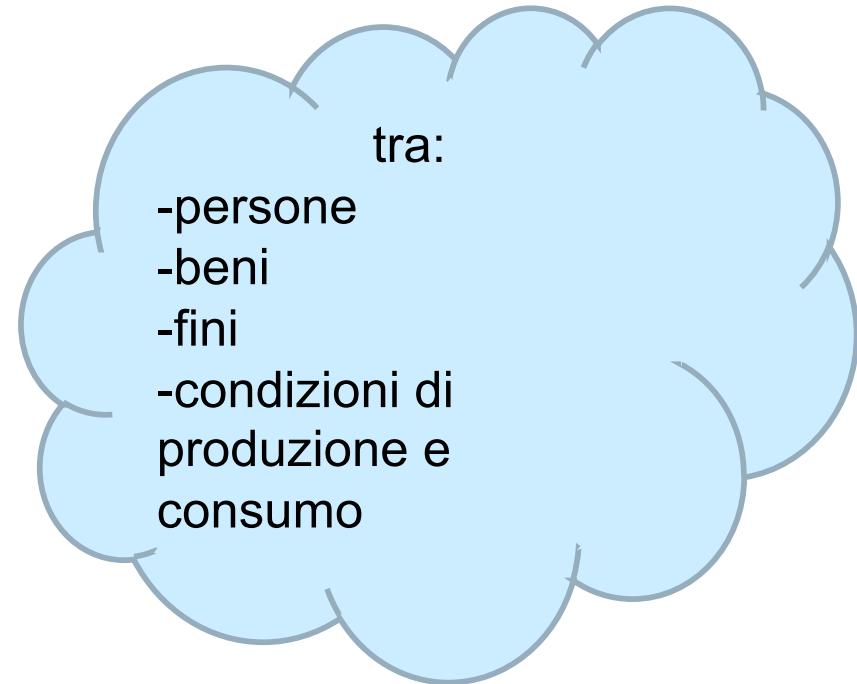 tra:
-persone
-beni
-fini
-condizioni di
produzione e
consumo